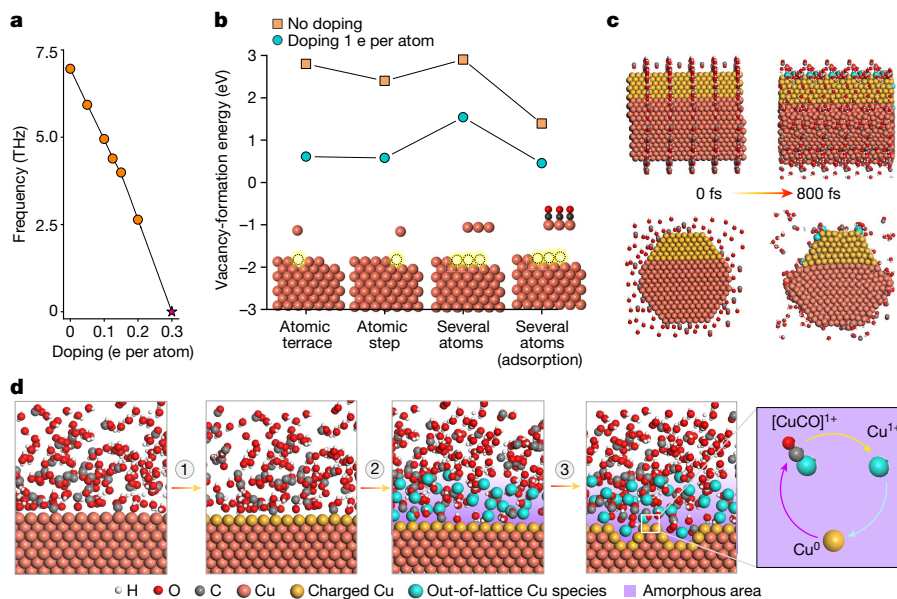 a
7.5
5.0
2.5
0
Frequency (THz)
0 0.1 0.2 0.3
Doping (e per atom)
b
No doping
Doping 1 e per atom
3
2
1
0
−1
−2
−3
Vacancy-formation energy (eV)
Atomic terrace
Atomic step
Several atoms
Several atoms (adsorption)
c
0 fs 800 fs
d
1
2
3
[CuCO]1+
Cu1+
Cu0
H O C Cu Charged Cu Out-of-lattice Cu species Amorphous area